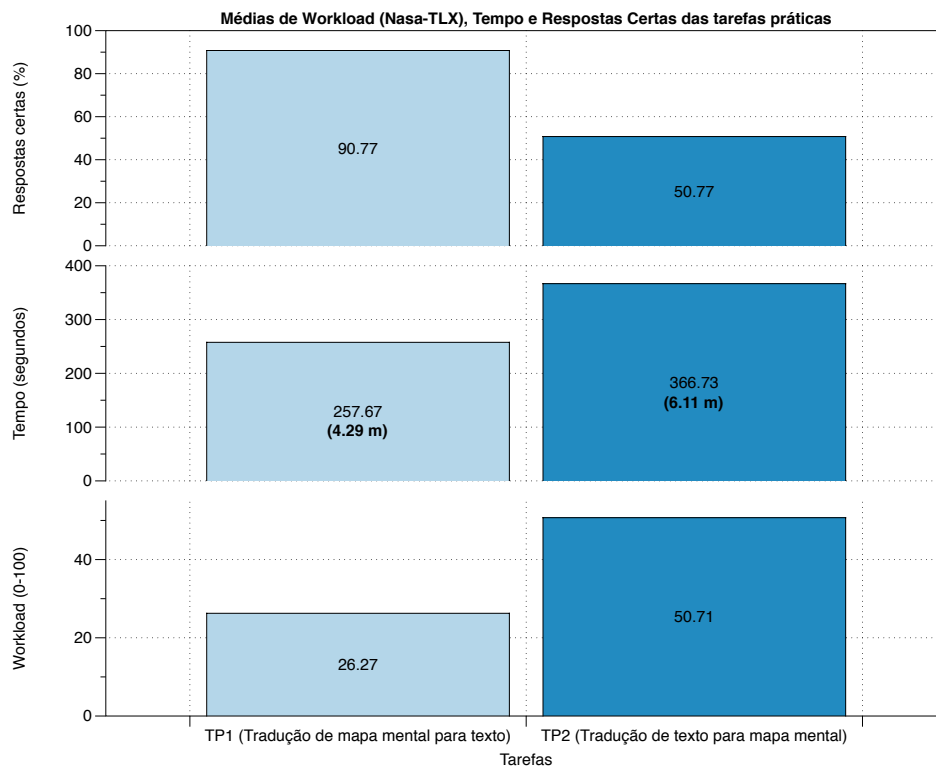 Médias de Workload (Nasa-TLX), Tempo e Respostas Certas das tarefas práticas
Respostas certas (%)
100
80
60
40
20
0
90.77
50.77
Tempo (segundos)
400
300
200
100
0
257.67
(4.29 m)
366.73
(6.11 m)
Workload (0-100)
40
20
0
26.27
50.71
TP1 (Tradução de mapa mental para texto)
TP2 (Tradução de texto para mapa mental)
Tarefas